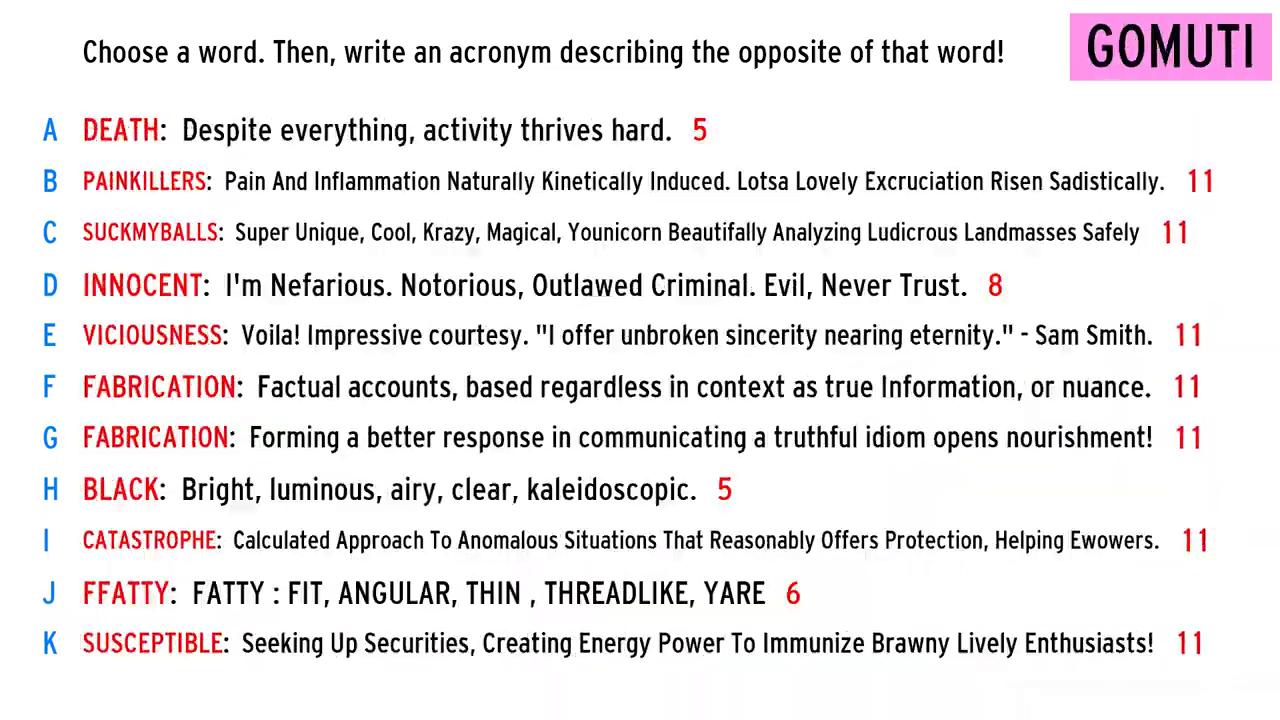 Choose a word. Then, write an acronym describing the opposite of that word!
GOMUTI
A DEATH: Despite everything, activity thrives hard. 5
B PAINKILLERS: Pain And Inflammation Naturally Kinetically Induced. Lotsa Lovely Excruciation Risen Sadistically. 11
C SUCKMYBALLS: Super Unique, Cool, Krazy, Magical, Younicorn Beautifally Analyzing Ludicrous Landmasses Safely 11
D INNOCENT: I'm Nefarious. Notorious, Outlawed Criminal. Evil, Never Trust. 8
E VICIOUSNESS: Voila! Impressive courtesy. "I offer unbroken sincerity nearing eternity." - Sam Smith. 11
F FABRICATION: Factual accounts, based regardless in context as true Information, or nuance. 11
G FABRICATION: Forming a better response in communicating a truthful idiom opens nourishment! 11
H BLACK: Bright, luminous, airy, clear, kaleidoscopic. 5
I CATASTROPHE: Calculated Approach To Anomalous Situations That Reasonably Offers Protection, Helping Ewowers. 11
J FFATTY: FATTY : FIT, ANGULAR, THIN , THREADLIKE, YARE 6
K SUSCEPTIBLE: Seeking Up Securities, Creating Energy Power To Immunize Brawny Lively Enthusiasts! 11